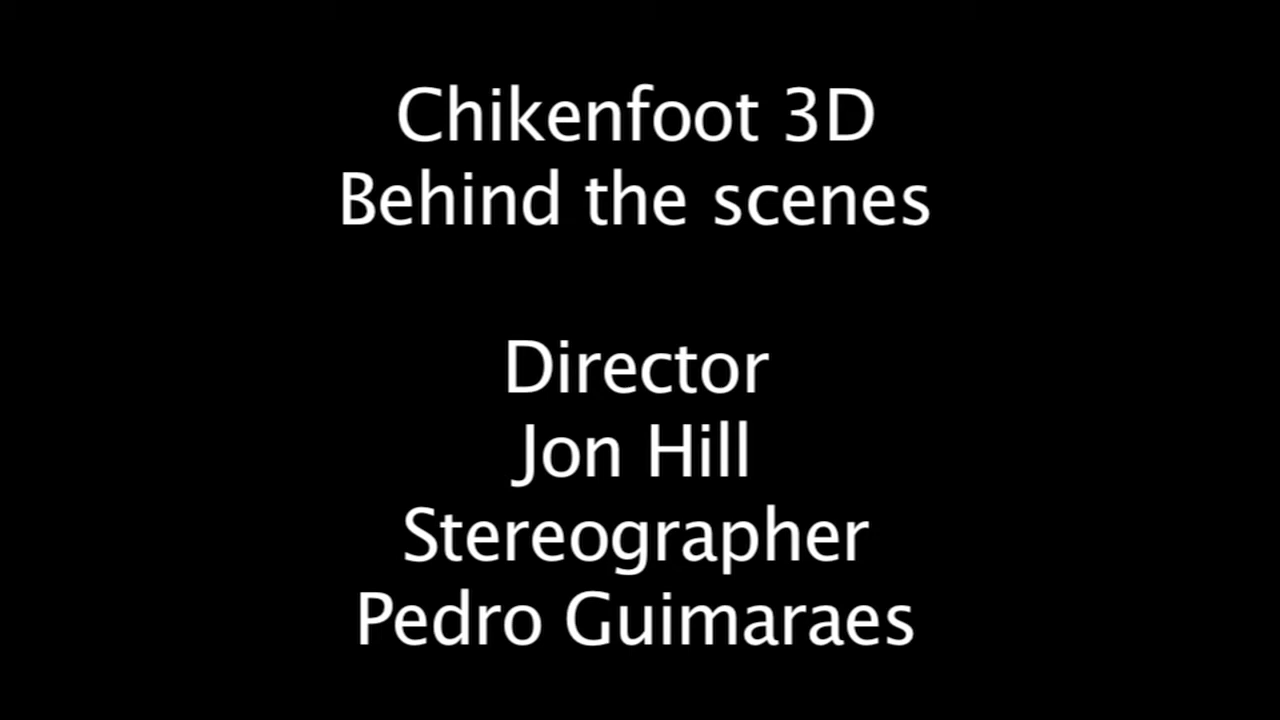 Chikenfoot 3D
Behind the scenes
Director
Jon Hill
Stereographer
Pedro Guimaraes